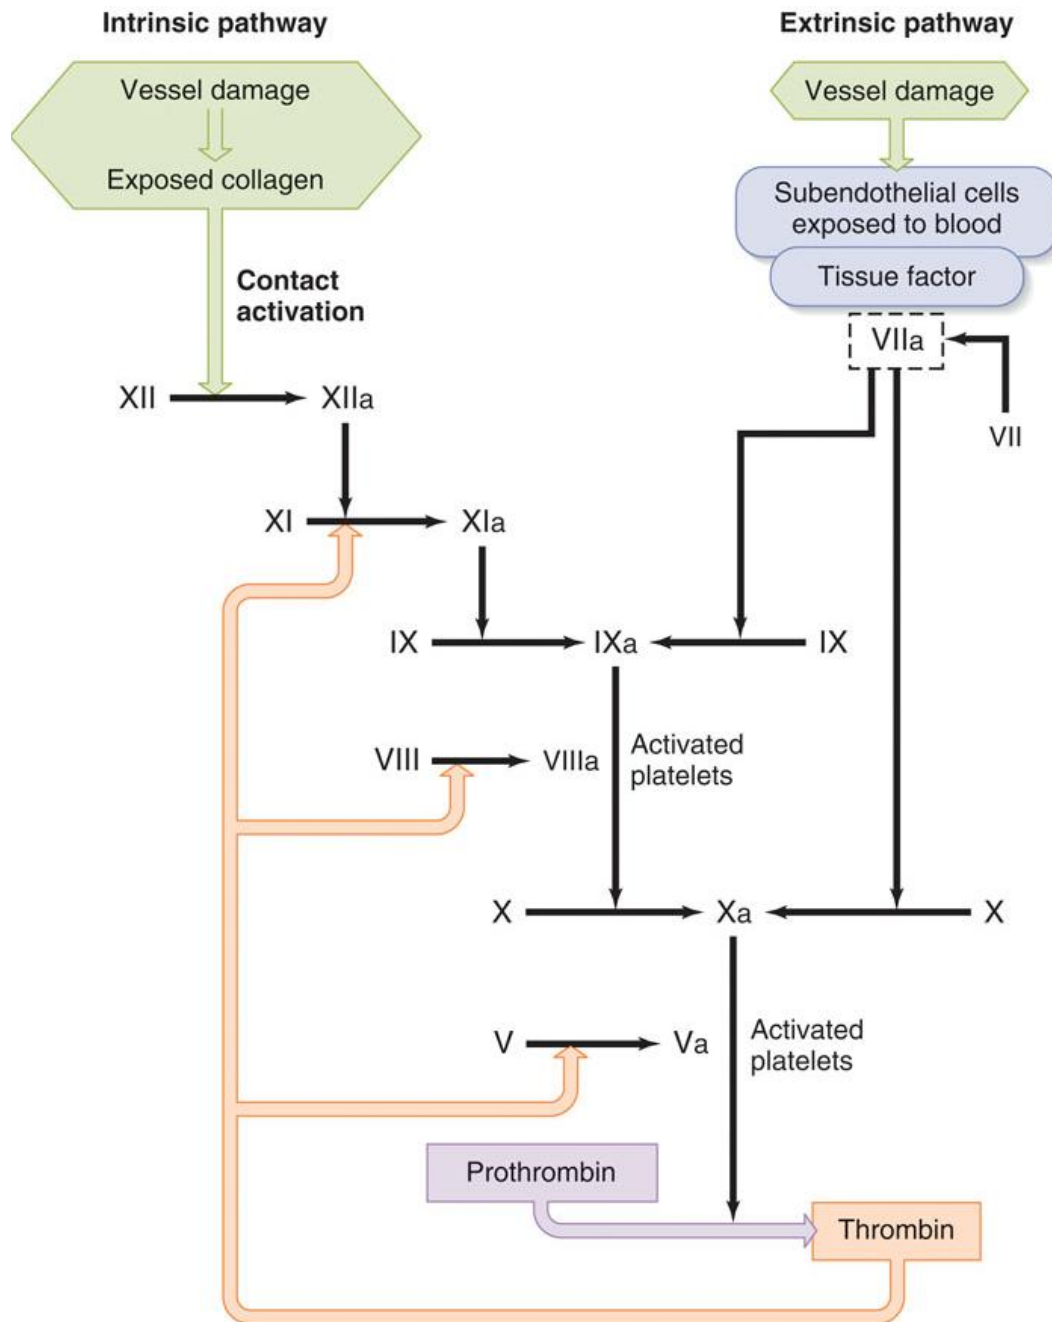 Intrinsic pathway
Extrinsic pathway
Vessel damage
Exposed collagen
Vessel damage
Subendothelial cells
exposed to blood
Tissue factor
Contact
activation
VIIa
VII
XII
XIIa
XI
XIa
IX
IXa
IX
VIII
VIIIa
Activated
platelets
X
Xa
X
V
Va
Activated
platelets
Prothrombin
Thrombin